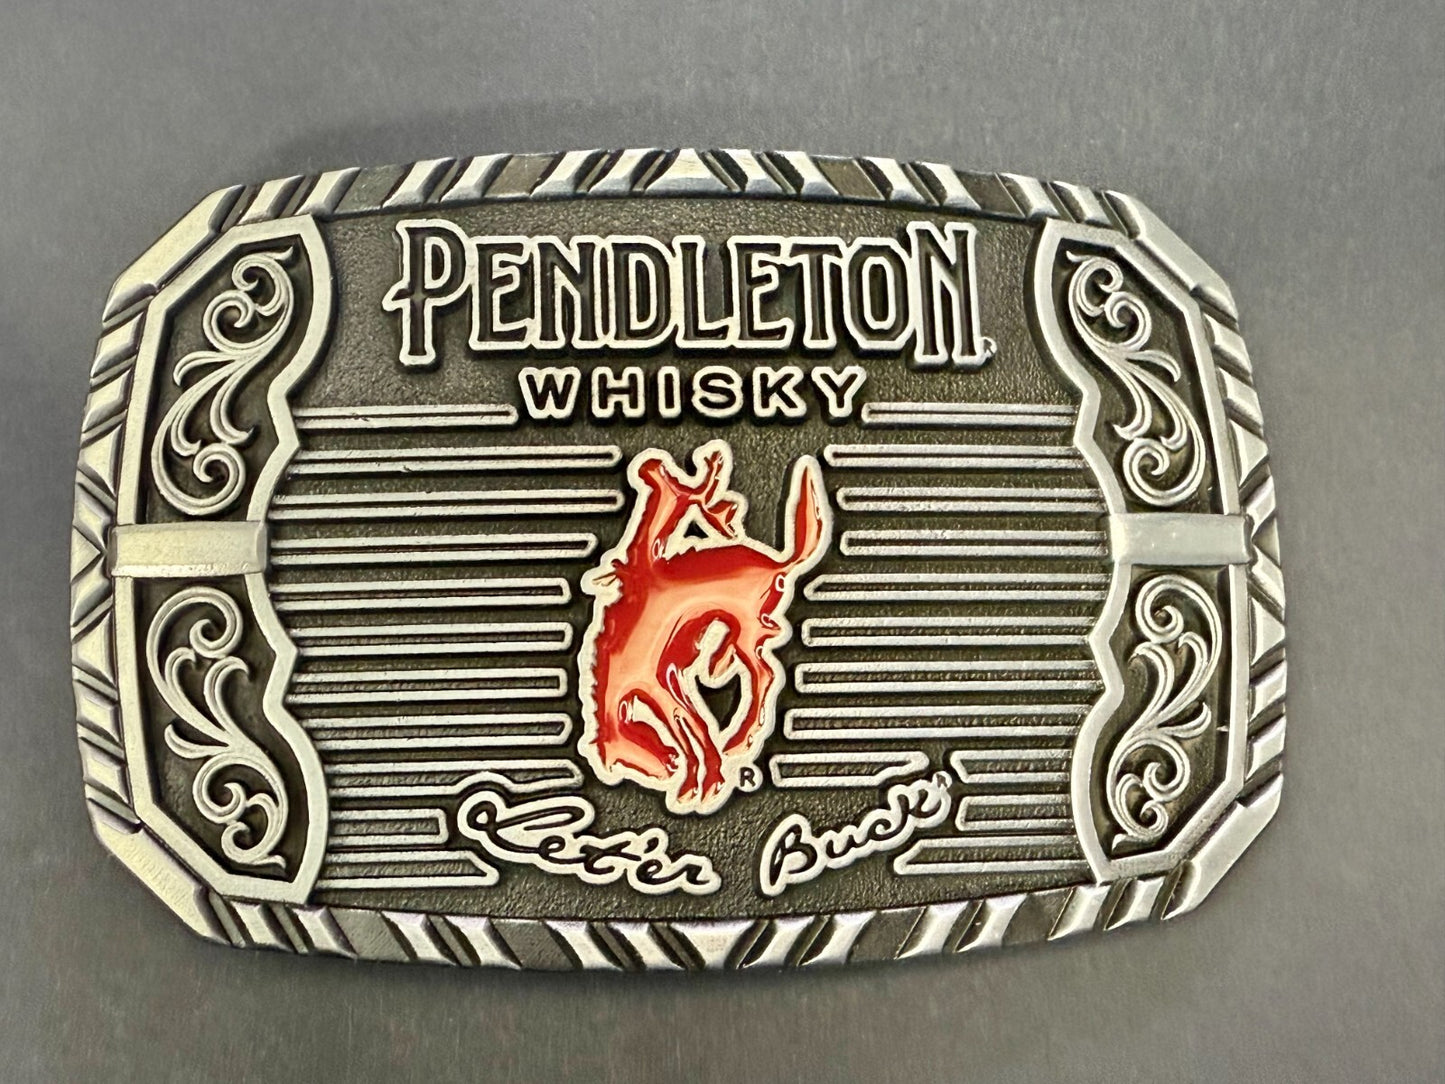 PENDLETON®
WHISKY
®
Let'er Buck®